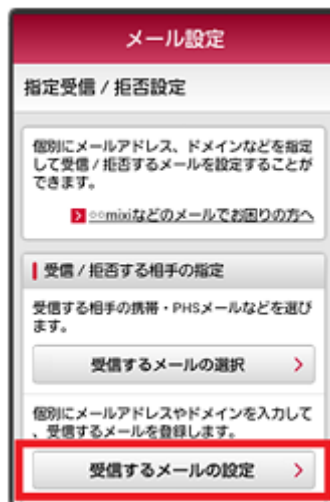 メール設定
指定受信 / 拒否設定
個別にメールアドレス、ドメインなどを指定
して受信 / 拒否するメールを設定することが
できます。
○○mixiなどのメールでお困りの方へ
受信 / 拒否する相手の指定
受信する相手の携帯・PHSメールなどを選び
ます。
受信するメールの選択
個別にメールアドレスやドメインを入力して
、受信するメールを登録します。
受信するメールの設定